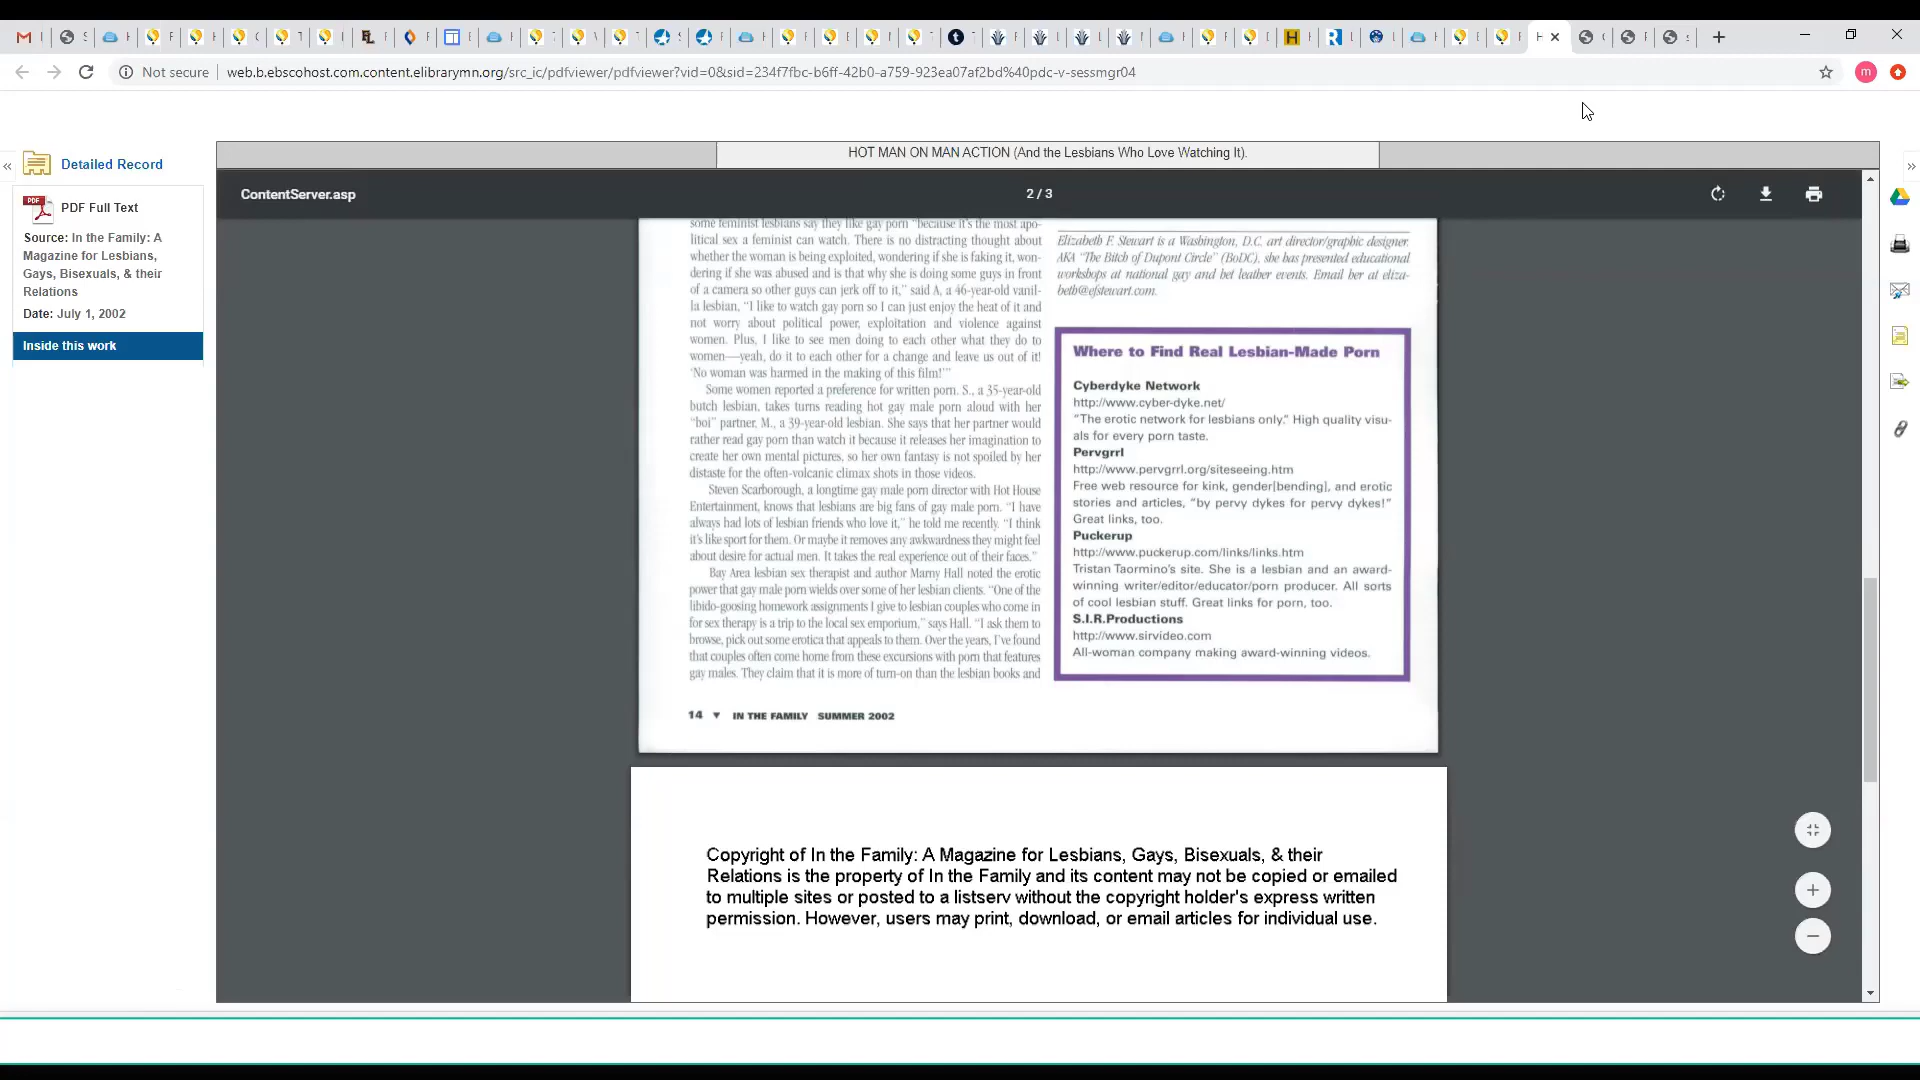 Not secure
web.b.ebscohost.com.content.elibrarymn.org/src_ic/pdfviewer/pdfviewer?vid=0&sid=234f7fbc-b6ff-42b0-a759-923ea07af2bd%40pdc-v-sessmgr04
Detailed Record
PDF Full Text
Source: In the Family: A
Magazine for Lesbians,
Gays, Bisexuals, & their
Relations
Date: July 1, 2002
Inside this work
HOT MAN ON MAN ACTION (And the Lesbians Who Love Watching It).
ContentServer.asp
2 / 3
some feminist lesbians say they like gay porn "because it's the most apo-
litical sex a feminist can watch. There is no distracting thought about
whether the woman is being exploited, wondering if she is faking it, won-
dering if she was abused and is that why she is doing some guys in front
of a camera so other guys can jerk off to it," said A, a 46-year-old vanil-
la lesbian, "I like to watch gay porn so I can just enjoy the heat of it and
not worry about political power, exploitation and violence against
women. Plus, I like to see men doing to each other what they do to
women—yeah, do it to each other for a change and leave us out of it!
'No woman was harmed in the making of this film!'"
Some women reported a preference for written porn. S., a 35-year-old
butch lesbian, takes turns reading hot gay male porn aloud with her
"boi" partner, M., a 39-year-old lesbian. She says that her partner would
rather read gay porn than watch it because it releases her imagination to
create her own mental pictures, so her own fantasy is not spoiled by her
distaste for the often-volcanic climax shots in those videos.
Steven Scarborough, a longtime gay male porn director with Hot House
Entertainment, knows that lesbians are big fans of gay male porn. "I have
always had lots of lesbian friends who love it," he told me recently. "I think
it's like sport for them. Or maybe it removes any awkwardness they might feel
about desire for actual men. It takes the real experience out of their faces."
Bay Area lesbian sex therapist and author Marny Hall noted the erotic
power that gay male porn wields over some of her lesbian clients. "One of the
libido-goosing homework assignments I give to lesbian couples who come in
for sex therapy is a trip to the local sex emporium," says Hall. "I ask them to
browse, pick out some erotica that appeals to them. Over the years, I've found
that couples often come home from these excursions with porn that features
gay males. They claim that it is more of turn-on than the lesbian books and
Elizabeth F. Stewart is a Washington, D.C. art director/graphic designer.
AKA "The Bitch of Dupont Circle" (BoDC), she has presented educational
workshops at national gay and het leather events. Email her at eliza-
beth@efstewart.com.
Where to Find Real Lesbian-Made Porn
Cyberdyke Network
http://www.cyber-dyke.net/
"The erotic network for lesbians only." High quality visu-
als for every porn taste.
Pervgrrl
http://www.pervgrrl.org/siteseeing.htm
Free web resource for kink, gender[bending], and erotic
stories and articles, "by pervy dykes for pervy dykes!"
Great links, too.
Puckerup
http://www.puckerup.com/links/links.htm
Tristan Taormino's site. She is a lesbian and an award-
winning writer/editor/educator/porn producer. All sorts
of cool lesbian stuff. Great links for porn, too.
S.I.R.Productions
http://www.sirvideo.com
All-woman company making award-winning videos.
14 ▼ IN THE FAMILY SUMMER 2002
Copyright of In the Family: A Magazine for Lesbians, Gays, Bisexuals, & their
Relations is the property of In the Family and its content may not be copied or emailed
to multiple sites or posted to a listserv without the copyright holder's express written
permission. However, users may print, download, or email articles for individual use.